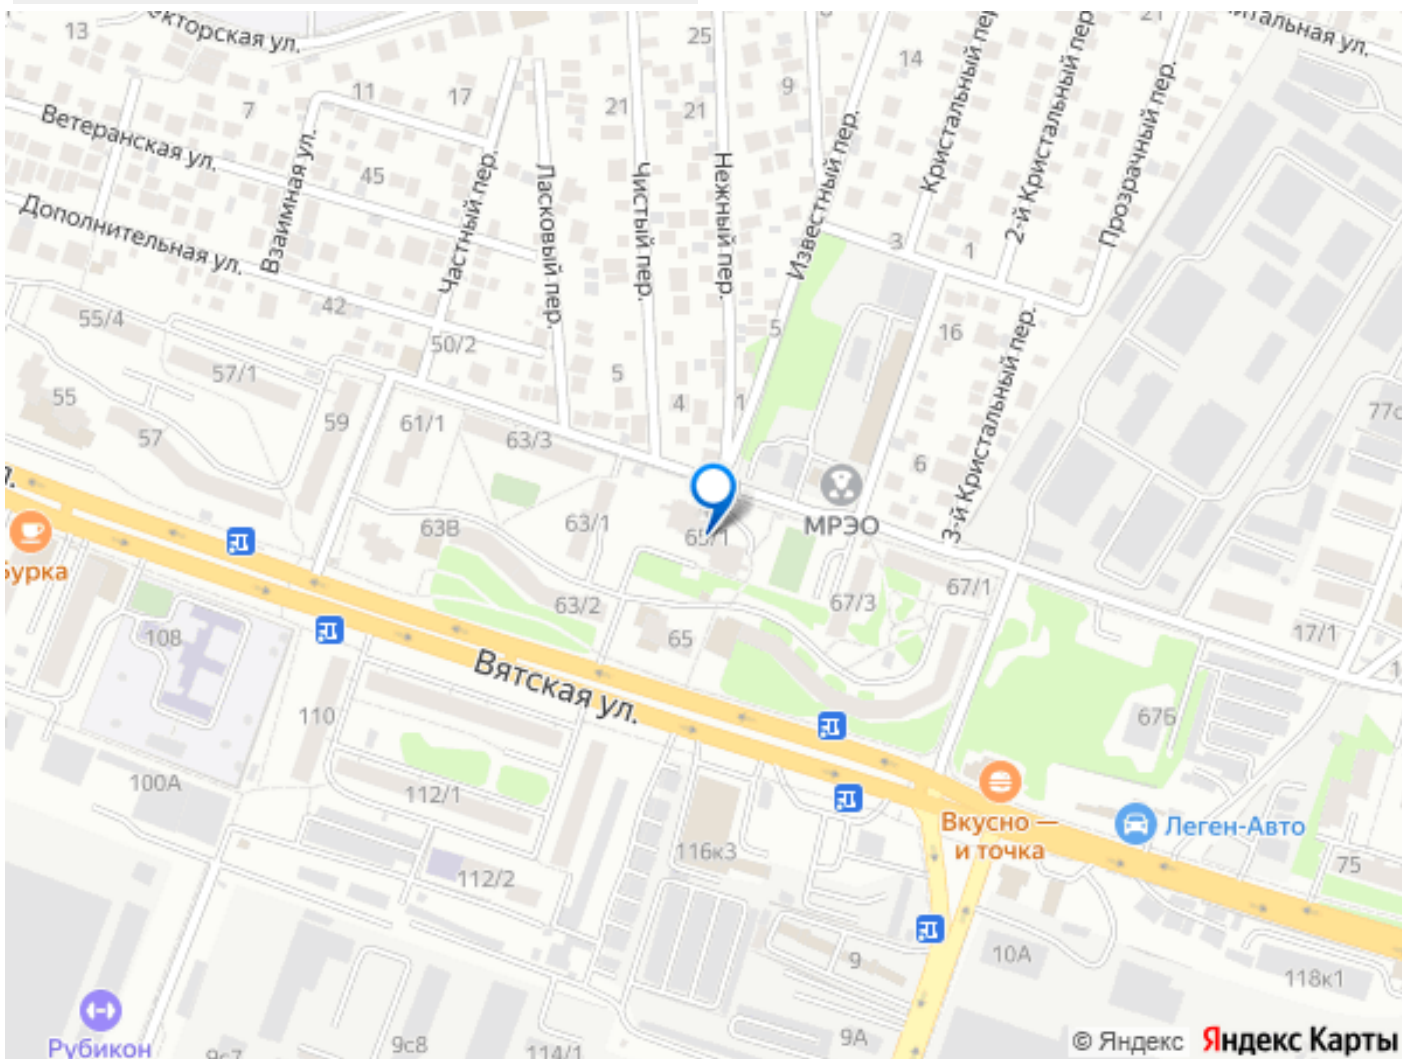 кторская ул.
13
25
8
21
итальная ул.
14
9
Кристальный пер.
2-й Кристальный пер.
Прозрачный пер.
11
17
7
21
21
Ветеранская ул.
45
Взаимная ул.
Частный пер.
Ласковый пер.
Чистый пер.
Нежный пер.
Известный пер.
Дополнительная ул.
3
1
42
55/4
50/2
5
16
3-й Кристальный пер.
57/1
5
55
4
1
77с
59
61/1
57
63/3
6
л.
63В
63/1
65/1
МРЭО
бурка
63/2
67/3
67/1
108
65
17/1
1
Вятская ул.
110
67Б
100А
112/1
Вкусно —
и точка
Леген-Авто
116к3
75
112/2
9
10А
118к1
Рубикон
9с7
9с8
114/1
9А
© Яндекс Яндекс Карты